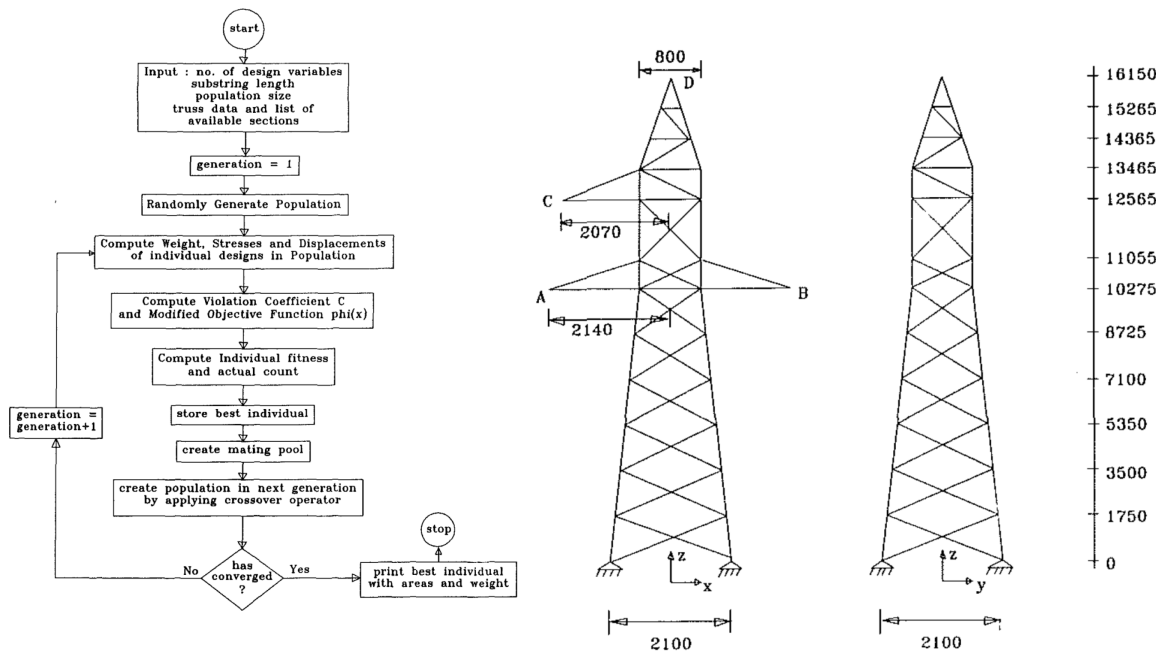 start
Input : no. of design variables
substring length
population size
truss data and list of
available sections
generation = 1
Randomly Generate Population
Compute Weight, Stresses and Displacements
of individual designs in Population
Compute Violation Coefficient C
and Modified Objective Function phi(x)
Compute Individual fitness
and actual count
store best individual
create mating pool
create population in next generation
by applying crossover operator
generation =
generation+1
has
converged
?
No
Yes
stop
print best individual
with areas and weight
800
D
C
2070
A
B
2140
z
x
2100
z
y
2100
16150
15265
14365
13465
12565
11055
10275
8725
7100
5350
3500
1750
0